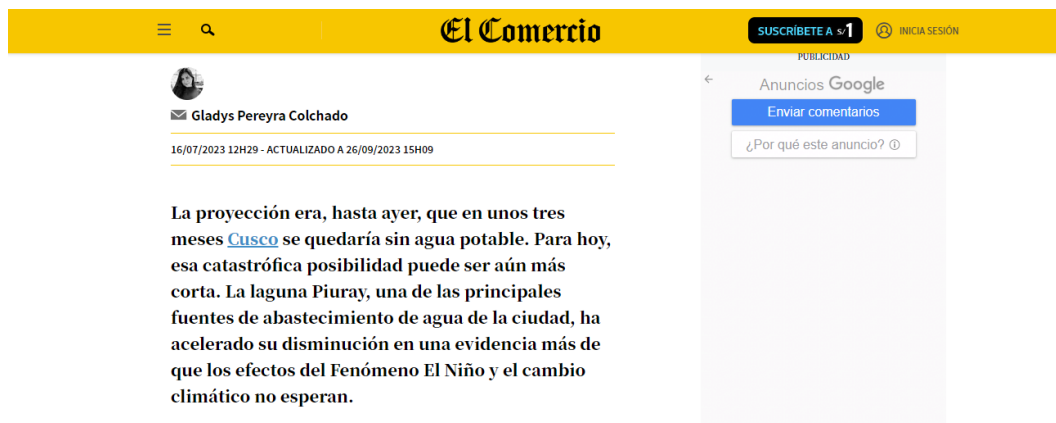 El Comercio
SUSCRÍBETE A s/1
INICIA SESIÓN
PUBLICIDAD
Anuncios Google
Enviar comentarios
¿Por qué este anuncio?
Gladys Pereyra Colchado
16/07/2023 12H29 - ACTUALIZADO A 26/09/2023 15H09
La proyección era, hasta ayer, que en unos tres
meses Cusco se quedaría sin agua potable. Para hoy,
esa catastrófica posibilidad puede ser aún más
corta. La laguna Piuray, una de las principales
fuentes de abastecimiento de agua de la ciudad, ha
acelerado su disminución en una evidencia más de
que los efectos del Fenómeno El Niño y el cambio
climático no esperan.